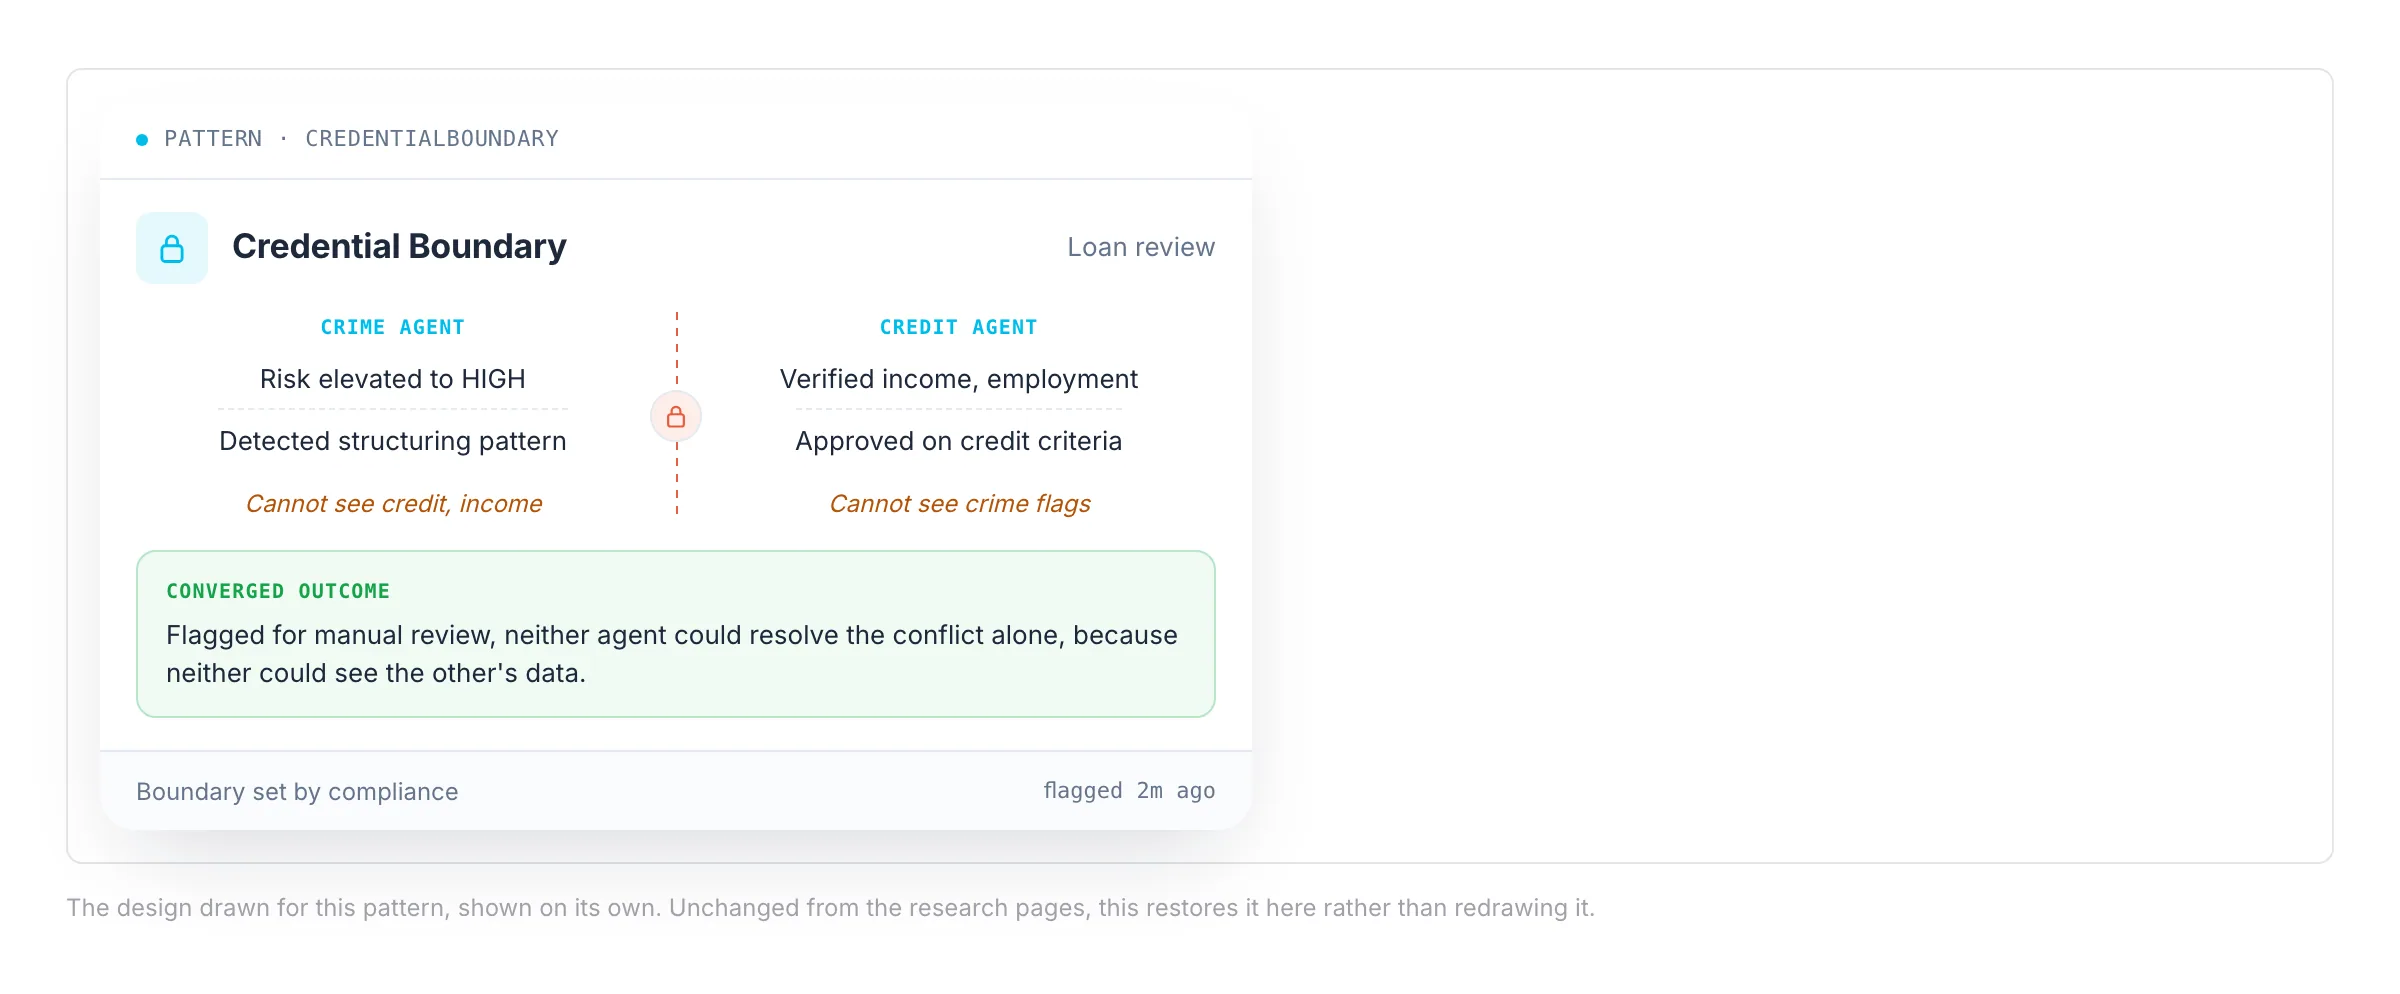 PATTERN · CREDENTIALBOUNDARY
Credential Boundary
Loan review
CRIME AGENT
Risk elevated to HIGH
Detected structuring pattern
Cannot see credit, income
CREDIT AGENT
Verified income, employment
Approved on credit criteria
Cannot see crime flags
CONVERGED OUTCOME
Flagged for manual review, neither agent could resolve the conflict alone, because
neither could see the other's data.
Boundary set by compliance
flagged 2m ago
The design drawn for this pattern, shown on its own. Unchanged from the research pages, this restores it here rather than redrawing it.